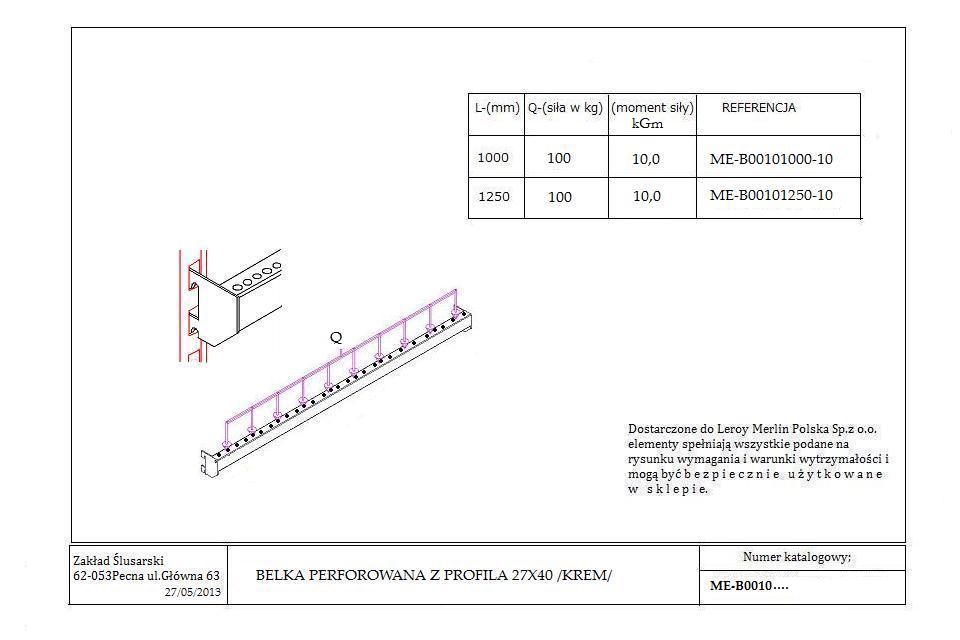 L-(mm) Q-(siła w kg) (moment siły) kGm REFERENCJA
1000 100 10,0 ME-B00101000-10
1250 100 10,0 ME-B00101250-10
Q
Dostarczone do Leroy Merlin Polska Sp.z o.o.
elementy spełniają wszystkie podane na
rysunku wymagania i warunki wytrzymałości i
mogą być b e z p i e c z n i e u ż y t k o w a n e
w s k l e p i e.
Zakład Ślusarski
62-053Pecna ul.Główna 63
27/05/2013
BELKA PERFOROWANA Z PROFILA 27X40 /KREM/
Numer katalogowy;
ME-B0010....